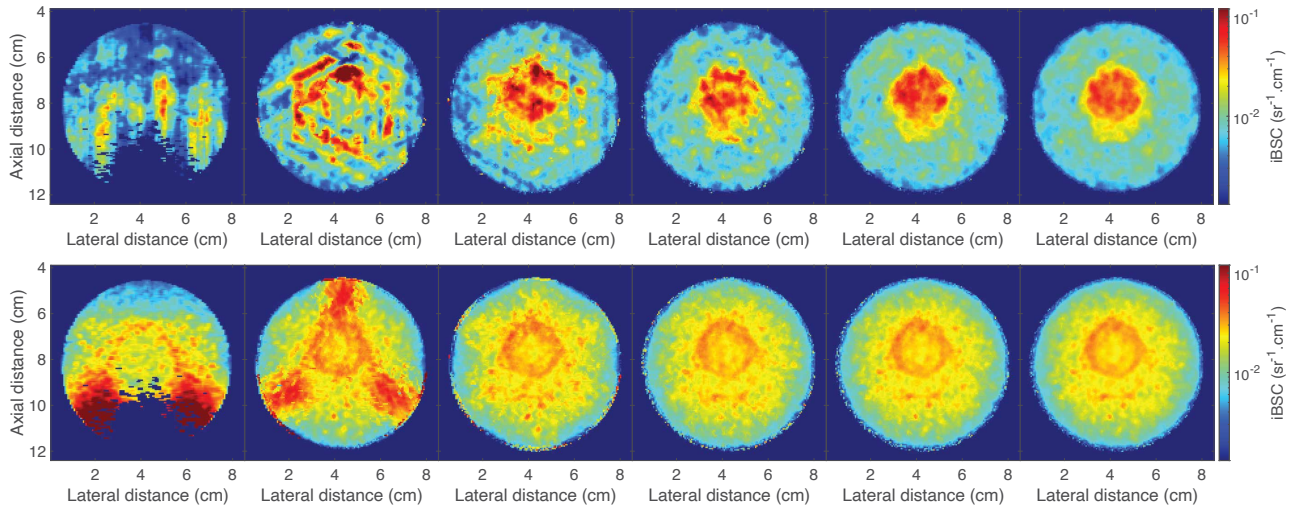 4
6
8
10
12
Axial distance (cm)
2 4 6 8 2 4 6 8 2 4 6 8 2 4 6 8 2 4 6 8 2 4 6 8
Lateral distance (cm) Lateral distance (cm) Lateral distance (cm) Lateral distance (cm) Lateral distance (cm) Lateral distance (cm)
10-1
10-2
iBSC (sr-1.cm-1)
4
6
8
10
12
Axial distance (cm)
2 4 6 8 2 4 6 8 2 4 6 8 2 4 6 8 2 4 6 8 2 4 6 8
Lateral distance (cm) Lateral distance (cm) Lateral distance (cm) Lateral distance (cm) Lateral distance (cm) Lateral distance (cm)
10-1
10-2
iBSC (sr-1.cm-1)